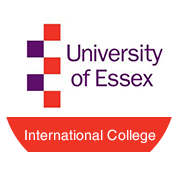 University
of Essex
International College